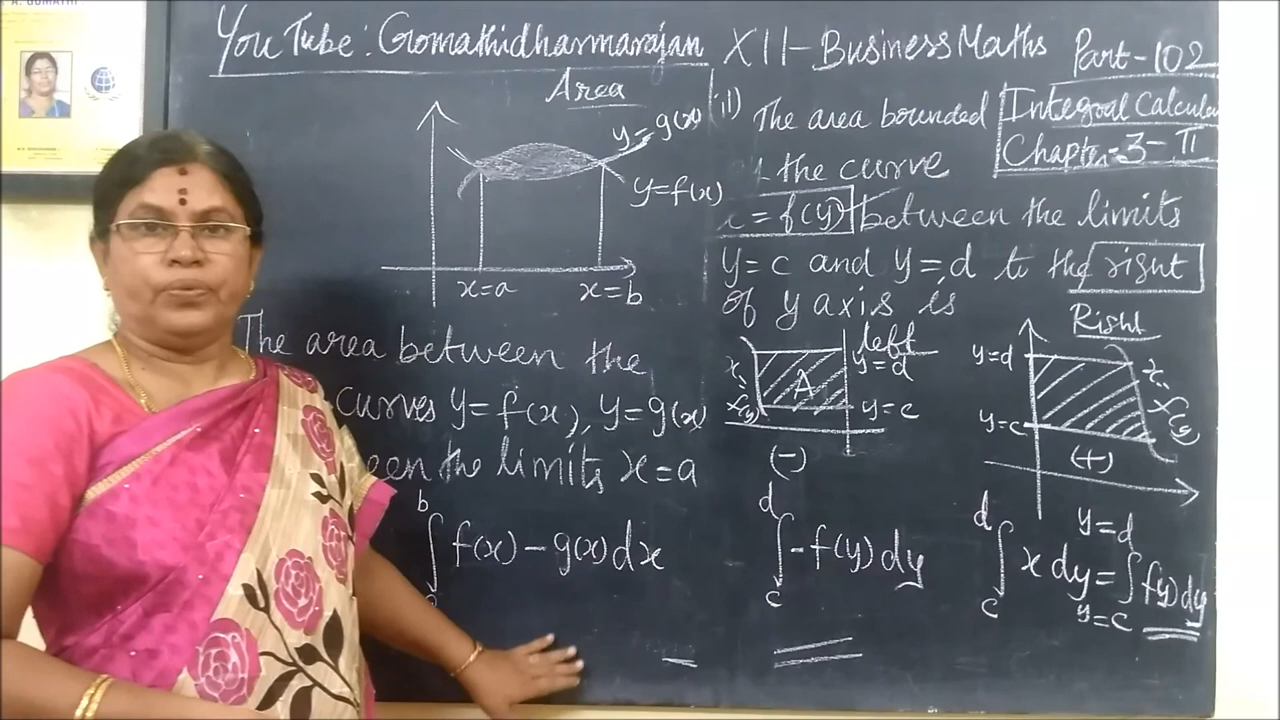 A. GOMATHI
YouTube: Gomathidharmarajan XII-Business Maths Part-102
Area
y=g(x)
y=f(x)
x=a x=b
The area between the
curves y=f(x), y=g(x)
the limits x=a
b
∫ f(x)-g(x)dx
ii) The area bounded
the curve
x=f(y) between the limits
y=c and y=d to the right
of y axis is
Integral Calculus
Chapter-3-II
left
y=d
A
y=c
x=f(y)
(-)
d
∫ -f(y)dy
c
Right
y=d
y=c
x=f(y)
(+)
d y=d
∫ x dy = ∫ f(y)dy
c y=c